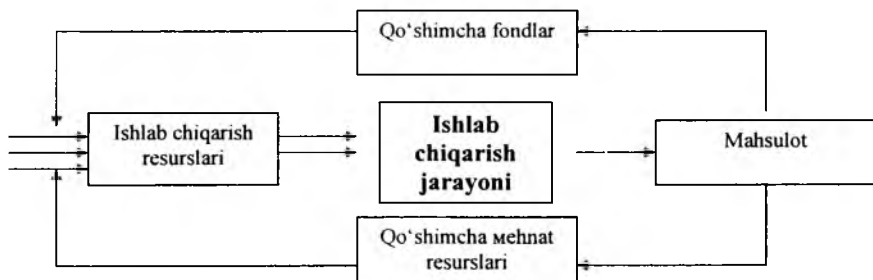 Qo‘shimcha fondlar
Ishlab chiqarish
resurslari
Ishlab
chiqarish
jarayoni
Mahsulot
Qo‘shimcha мehnat
resurslari